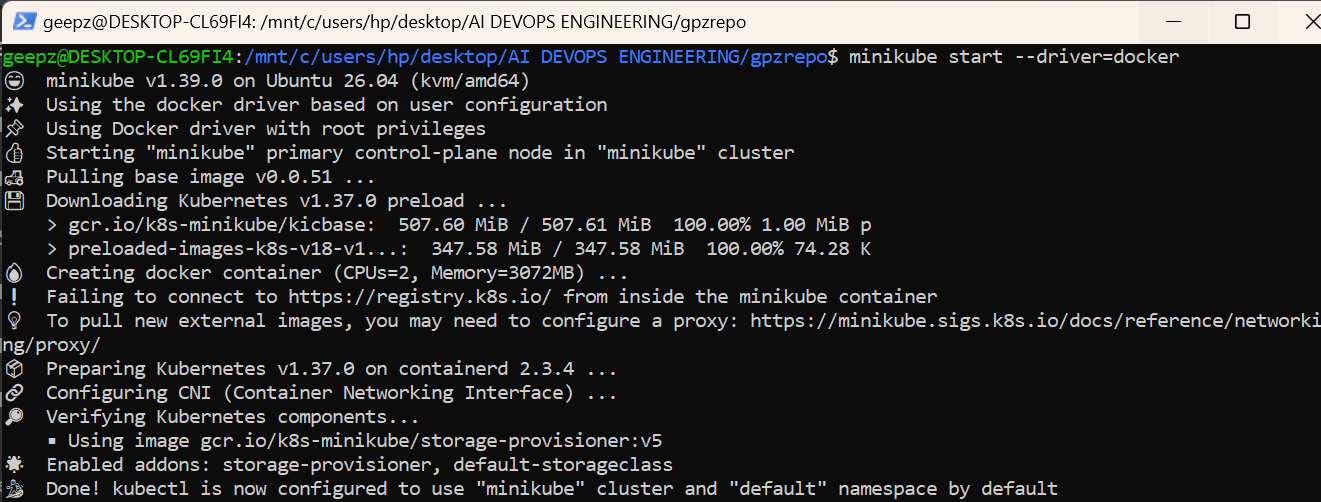 geepz@DESKTOP-CL69FI4: /mnt/c/users/hp/desktop/AI DEVOPS ENGINEERING/gpzrepo
geepz@DESKTOP-CL69FI4:/mnt/c/users/hp/desktop/AI DEVOPS ENGINEERING/gpzrepo$ minikube start --driver=docker
minikube v1.39.0 on Ubuntu 26.04 (kvm/amd64)
Using the docker driver based on user configuration
Using Docker driver with root privileges
Starting "minikube" primary control-plane node in "minikube" cluster
Pulling base image v0.0.51 ...
Downloading Kubernetes v1.37.0 preload ...
> gcr.io/k8s-minikube/kicbase:  507.60 MiB / 507.61 MiB  100.00% 1.00 MiB p
> preloaded-images-k8s-v18-v1...:  347.58 MiB / 347.58 MiB  100.00% 74.28 K
Creating docker container (CPUs=2, Memory=3072MB) ...
! Failing to connect to https://registry.k8s.io/ from inside the minikube container
To pull new external images, you may need to configure a proxy: https://minikube.sigs.k8s.io/docs/reference/networki
ng/proxy/
Preparing Kubernetes v1.37.0 on containerd 2.3.4 ...
Configuring CNI (Container Networking Interface) ...
Verifying Kubernetes components...
▪ Using image gcr.io/k8s-minikube/storage-provisioner:v5
Enabled addons: storage-provisioner, default-storageclass
Done! kubectl is now configured to use "minikube" cluster and "default" namespace by default